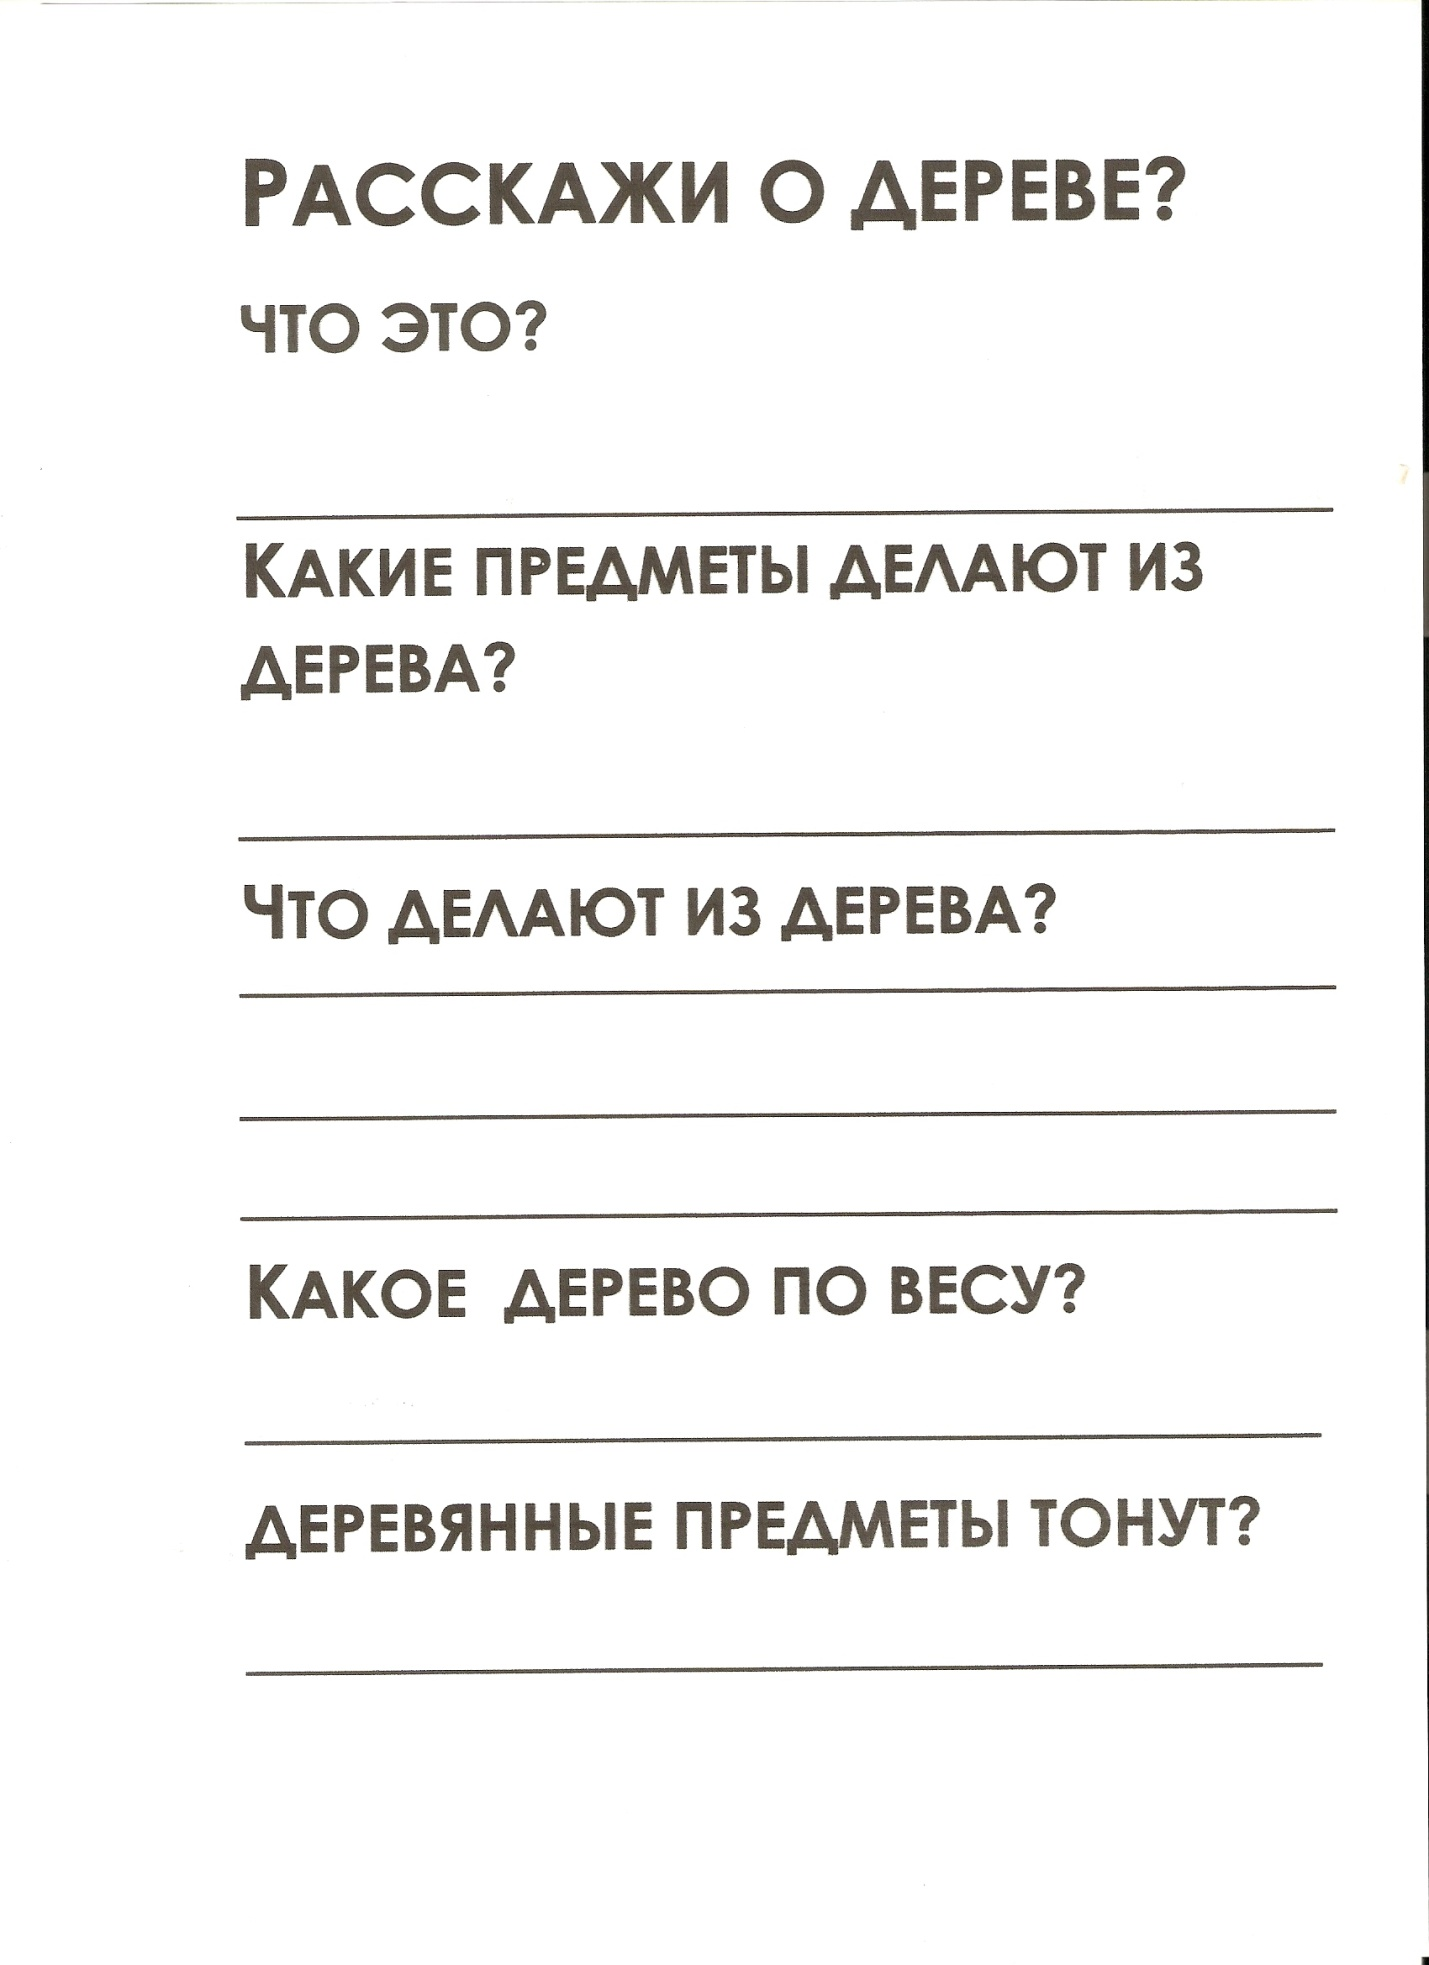 Расскажи о дереве?
что это?
Какие предметы делают из
дерева?
Что делают из дерева?
Какое дерево по весу?
деревянные предметы тонут?